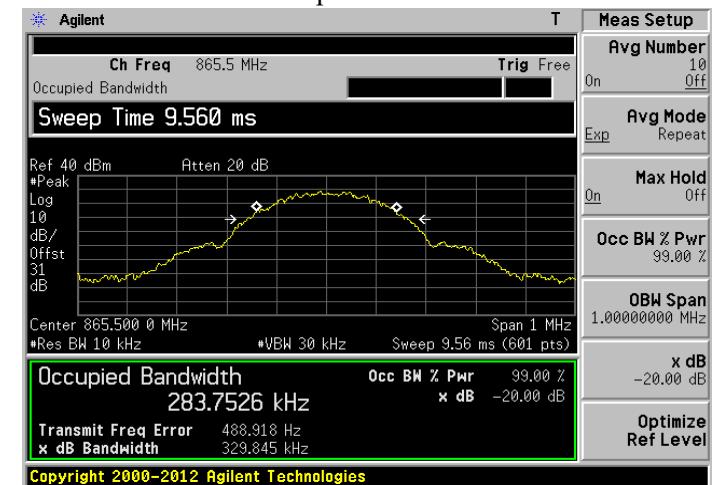 Agilent T Meas Setup
Ch Freq 865.5 MHz Trig Free
Occupied Bandwidth
Sweep Time 9.560 ms
Ref 40 dBm Atten 20 dB
#Peak
Log
10
dB/
Offst
31
dB
Center 865.500 0 MHz Span 1 MHz
#Res BW 10 kHz #VBW 30 kHz Sweep 9.56 ms (601 pts)
Occupied Bandwidth Occ BW % Pwr 99.00 %
283.7526 kHz x dB -20.00 dB
Transmit Freq Error 488.918 Hz
x dB Bandwidth 329.845 kHz
Copyright 2000-2012 Agilent Technologies
Avg Number
10
On Off
Avg Mode
Exp Repeat
Max Hold
On Off
Occ BW % Pwr
99.00 %
OBW Span
1.00000000 MHz
x dB
-20.00 dB
Optimize
Ref Level